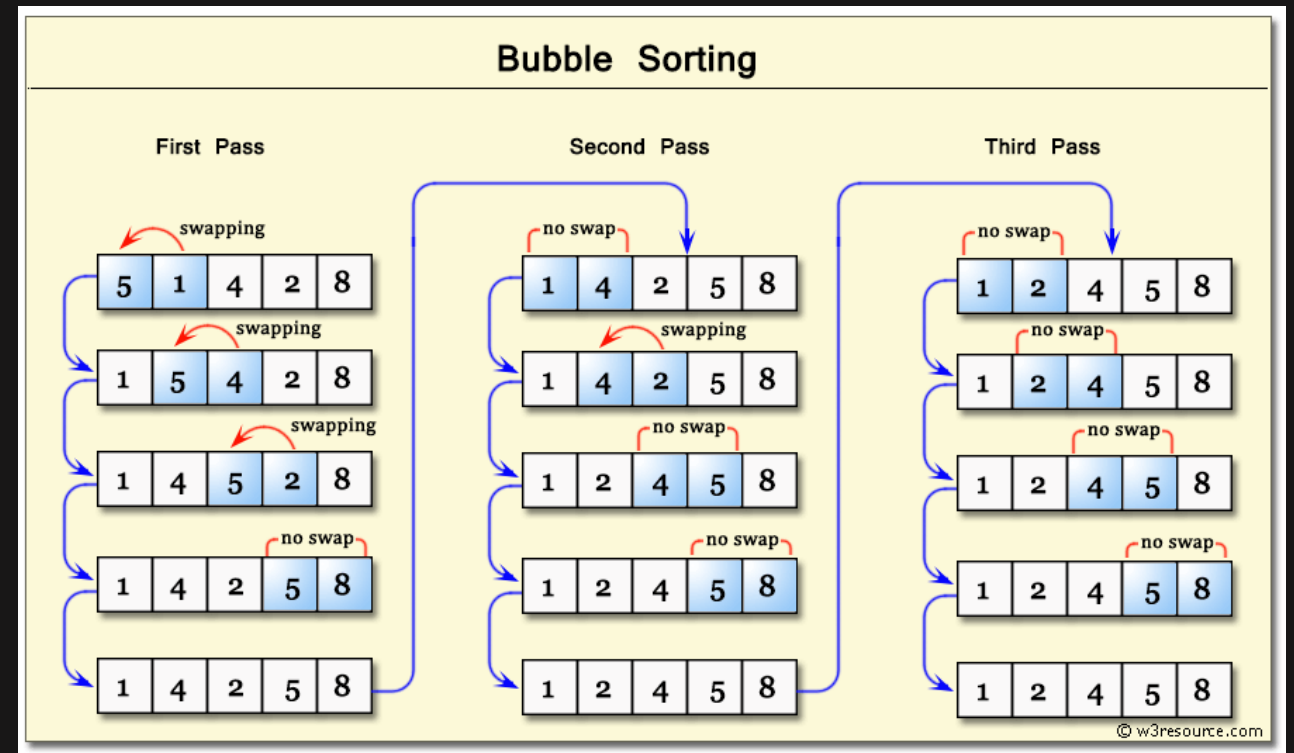 Bubble Sorting
First Pass
swapping
5 1 4 2 8
swapping
1 5 4 2 8
swapping
1 4 5 2 8
no swap
1 4 2 5 8
1 4 2 5 8
Second Pass
no swap
1 4 2 5 8
swapping
1 4 2 5 8
no swap
1 2 4 5 8
no swap
1 2 4 5 8
1 2 4 5 8
Third Pass
no swap
1 2 4 5 8
no swap
1 2 4 5 8
no swap
1 2 4 5 8
no swap
1 2 4 5 8
1 2 4 5 8
© w3resource.com